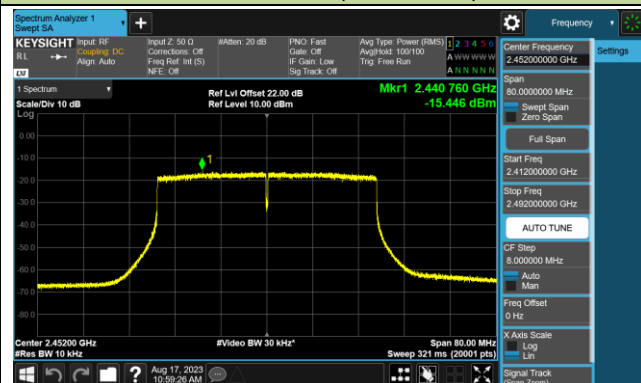 Spectrum Analyzer 1
Swept SA
Frequency
KEYSIGHT
RL
LXI
Input: RF
Coupling: DC
Align: Auto
Input Z: 50 Ω
Corrections: Off
Freq Ref: Int (S)
NFE: Off
#Atten: 20 dB
PNO: Fast
Gate: Off
IF Gain: Low
Sig Track: Off
Avg Type: Power (RMS)
Avg|Hold: 100/100
Trig: Free Run
1 2 3 4 5 6
A W W W W W
A N N N N N
1 Spectrum
Scale/Div 10 dB
Log
Ref Lvl Offset 22.00 dB
Ref Level 10.00 dBm
Mkr1 2.440 760 GHz
-15.446 dBm
0.00
-10.0
-20.0
-30.0
-40.0
-50.0
-60.0
-70.0
-80.0
1
Center 2.45200 GHz
#Res BW 10 kHz
#Video BW 30 kHz*
Span 80.00 MHz
Sweep 321 ms (20001 pts)
Aug 17, 2023
10:59:26 AM
Center Frequency
2.452000000 GHz
Settings
Span
80.0000000 MHz
Swept Span
Zero Span
Full Span
Start Freq
2.412000000 GHz
Stop Freq
2.492000000 GHz
AUTO TUNE
CF Step
8.000000 MHz
Auto
Man
Freq Offset
0 Hz
X Axis Scale
Log
Lin
Signal Track
(Span Zoom)